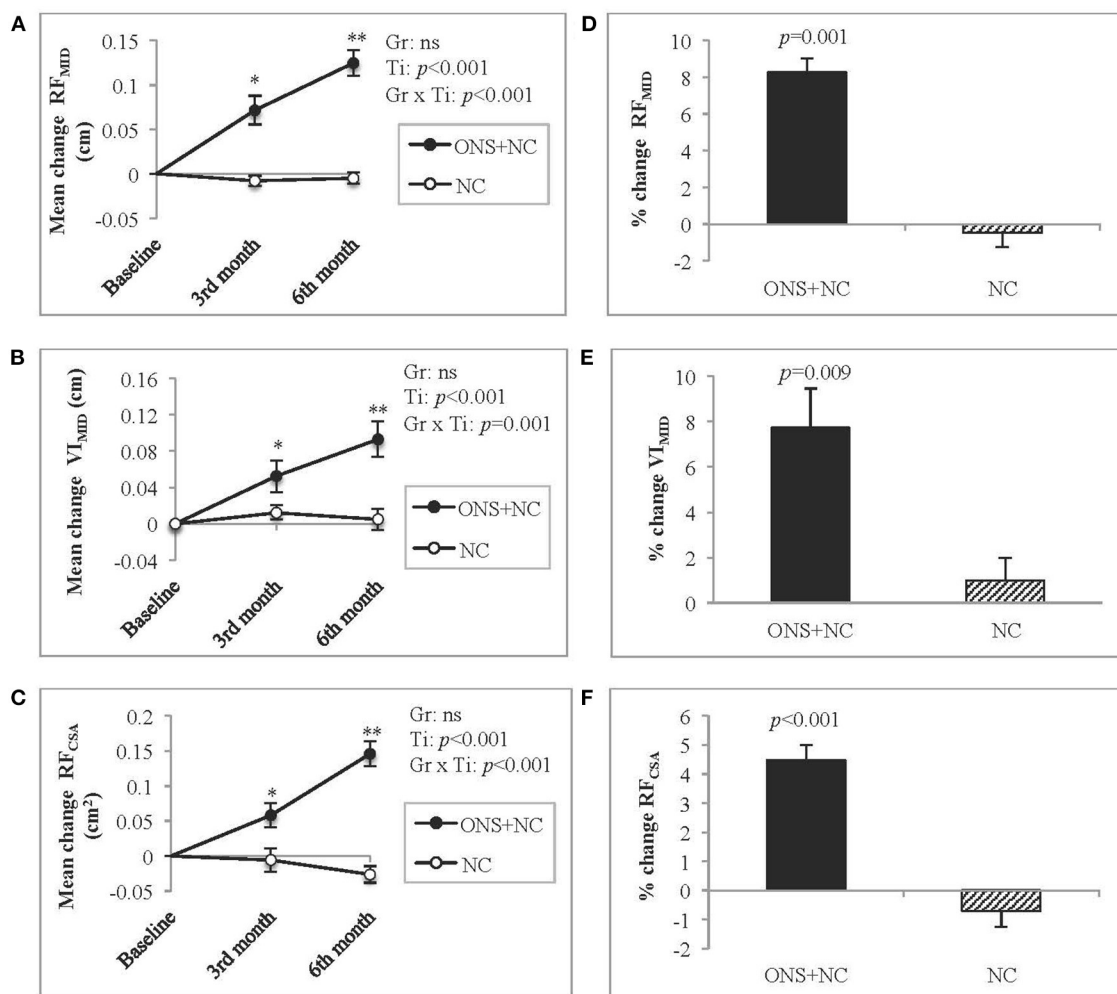 A
Mean change RF_MID
(cm)
0.15
0.1
0.05
0
-0.05
*
**
Gr: ns
Ti: p<0.001
Gr x Ti: p<0.001
ONS+NC
NC
Baseline
3rd month
6th month
D
% change RF_MID
10
8
6
4
2
0
-2
p=0.001
ONS+NC
NC
B
Mean change VI_MID (cm)
0.16
0.12
0.08
0.04
0
-0.04
*
**
Gr: ns
Ti: p<0.001
Gr x Ti: p=0.001
ONS+NC
NC
Baseline
3rd month
6th month
E
% change VI_MID
10
8
6
4
2
0
p=0.009
ONS+NC
NC
C
Mean change RF_CSA
(cm²)
0.2
0.15
0.1
0.05
0
-0.05
*
**
Gr: ns
Ti: p<0.001
Gr x Ti: p<0.001
ONS+NC
NC
Baseline
3rd month
6th month
F
% change RF_CSA
6
5
4
3
2
1
0
-1
-2
p<0.001
ONS+NC
NC